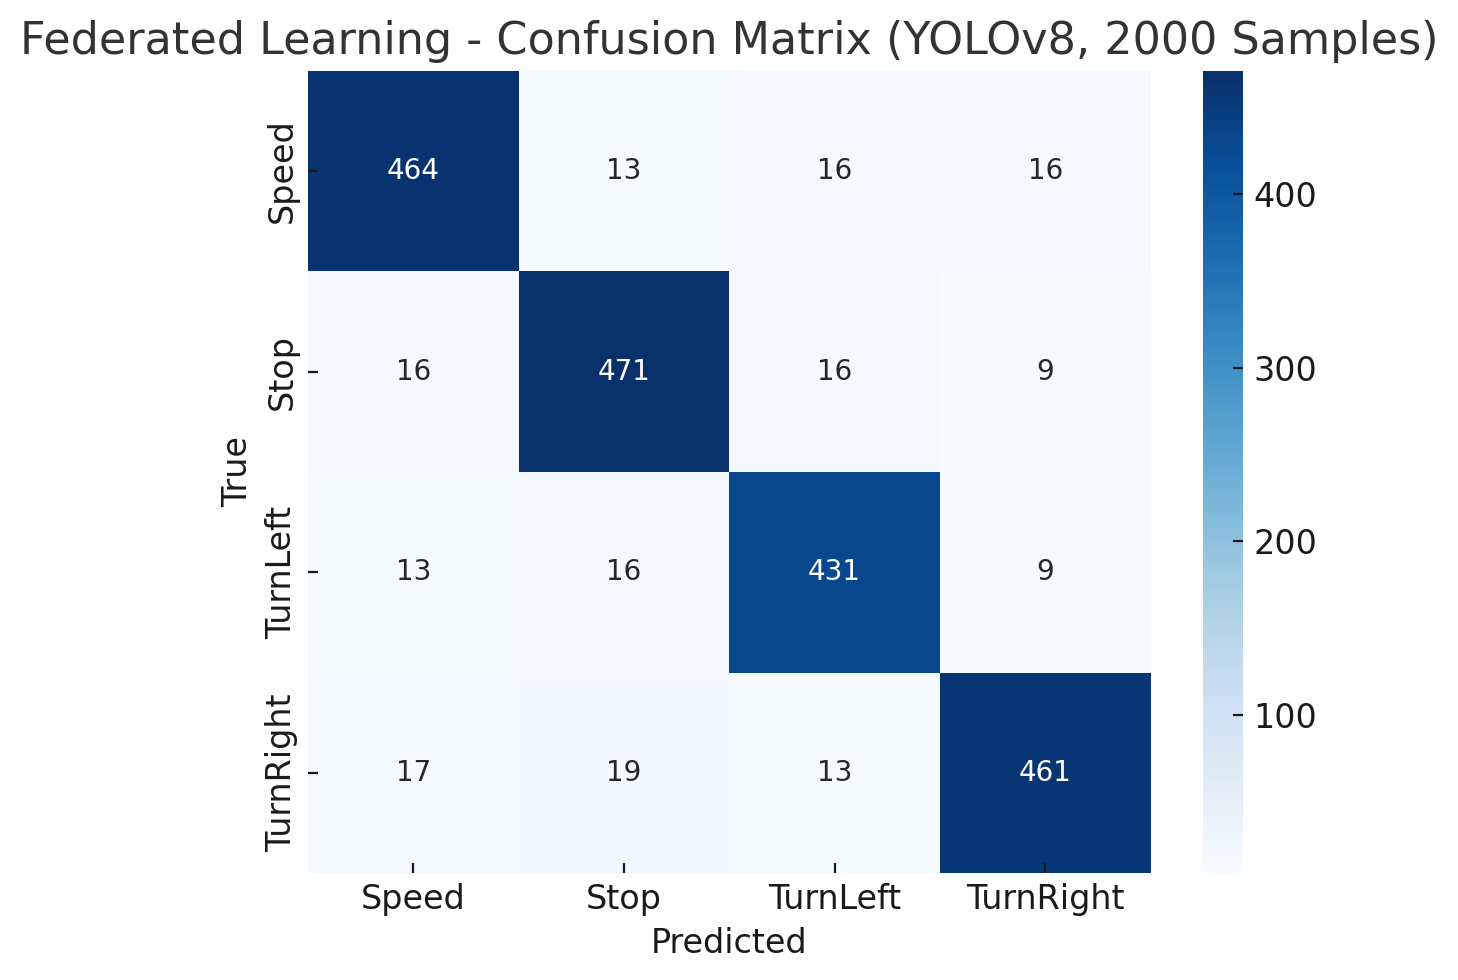 Federated Learning - Confusion Matrix (YOLOv8, 2000 Samples)
True
Speed
464 13 16 16
Stop
16 471 16 9
TurnLeft
13 16 431 9
TurnRight
17 19 13 461
Speed Stop TurnLeft TurnRight
Predicted
400
300
200
100